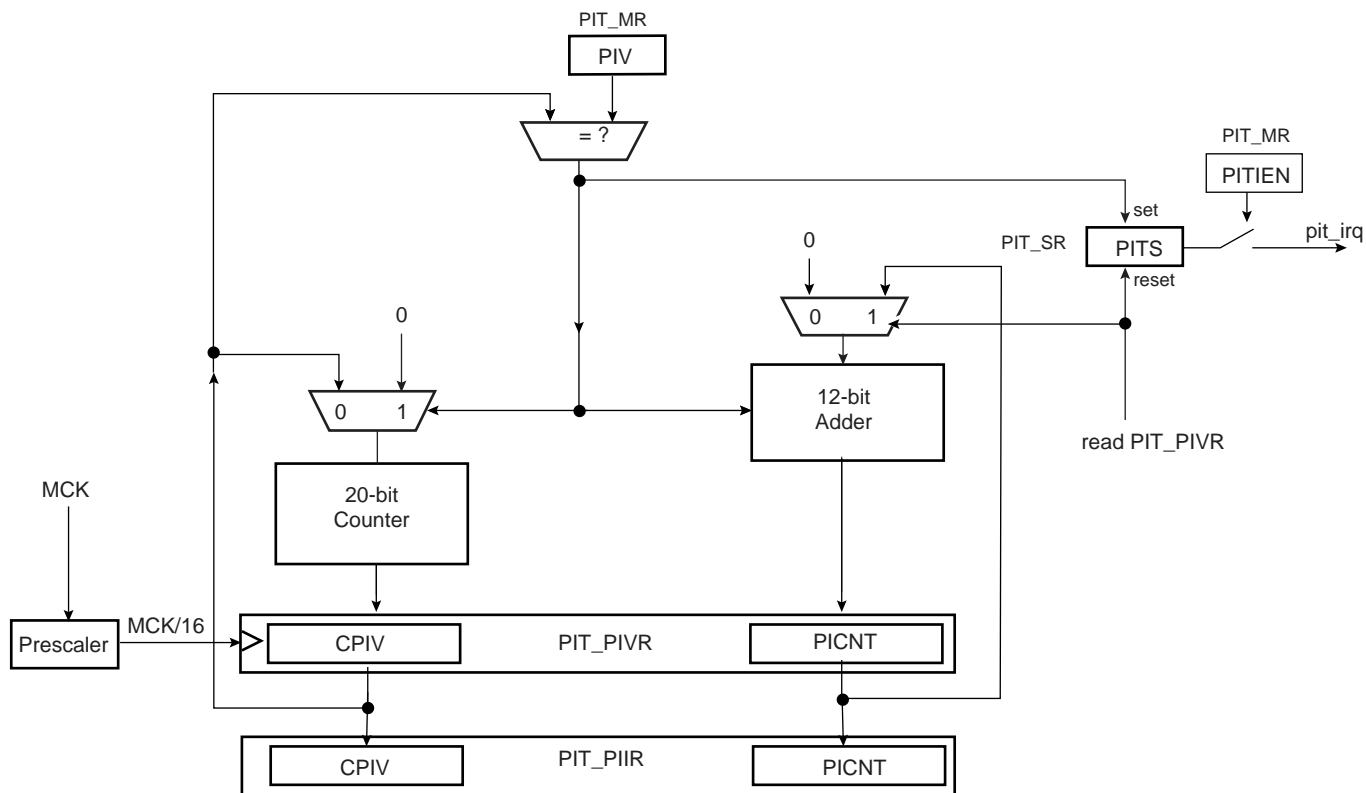 PIT_MR
PIV
= ?
PIT_MR
PITIEN
set
0
PIT_SR
PITS
pit_irq
reset
0
0 1
0
1
12-bit
Adder
read PIT_PIVR
MCK
20-bit
Counter
MCK/16
Prescaler
CPIV
PIT_PIVR
PICNT
CPIV
PIT_PIIR
PICNT